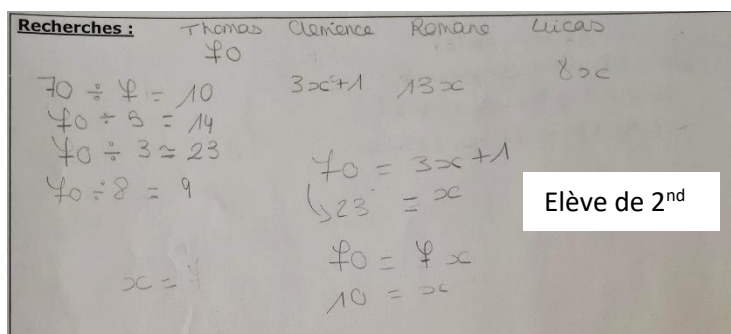 Recherches : Thomas Clemence Romane Lucas
70
3x+1 13x 8x
70 ÷ 7 = 10
70 ÷ 5 = 14
70 ÷ 3 ≈ 23
70 ÷ 8 = 9
70 = 3x+1
↳ 23 = x
70 = 7x
10 = x
x = 7
Elève de 2nd